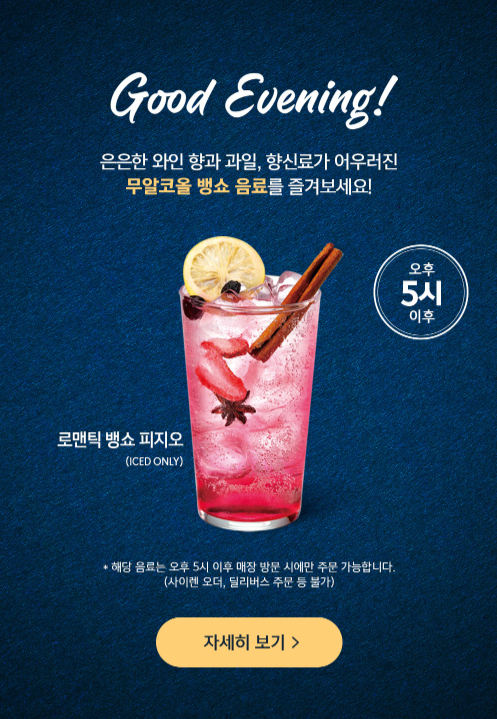 Good Evening!
은은한 와인 향과 과일, 향신료가 어우러진
무알코올 뱅쇼 음료를 즐겨보세요!
오후
5시
이후
로맨틱 뱅쇼 피지오
(ICED ONLY)
* 해당 음료는 오후 5시 이후 매장 방문 시에만 주문 가능합니다.
(사이렌 오더, 딜리버스 주문 등 불가)
자세히 보기 >